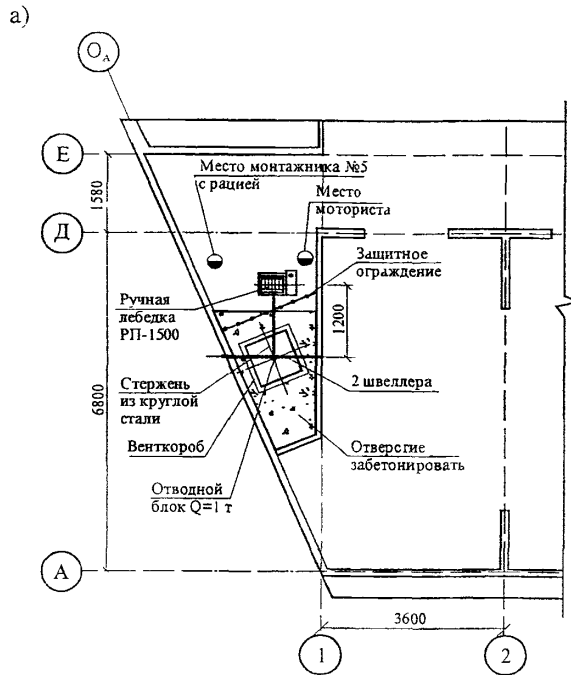 а)
О А
Е
Место монтажника №5
с рацией
Место
моториста
1580
Д
Защитное
ограждение
Ручная
лебедка
РП-1500
1200
6800
Стержень
из круглой
стали
2 швеллера
Венткороб
Отверстие
забетонировать
Отводной
блок Q=1 т
А
3600
1
2